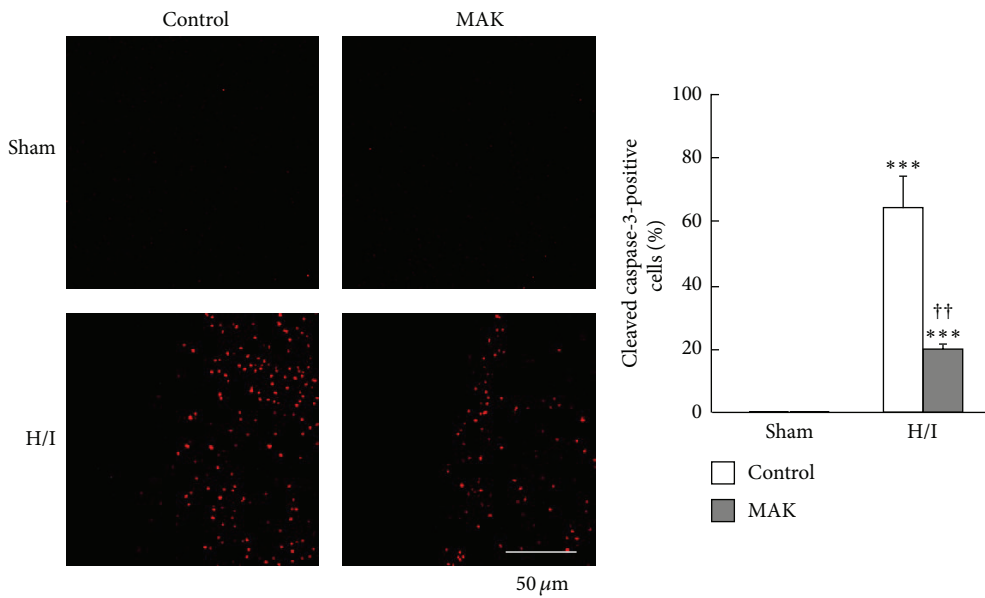 Control
MAK
Sham
H/I
50 μm
Cleaved caspase-3-positive
cells (%)
100
80
60
40
20
0
***
††
***
Sham
H/I
Control
MAK